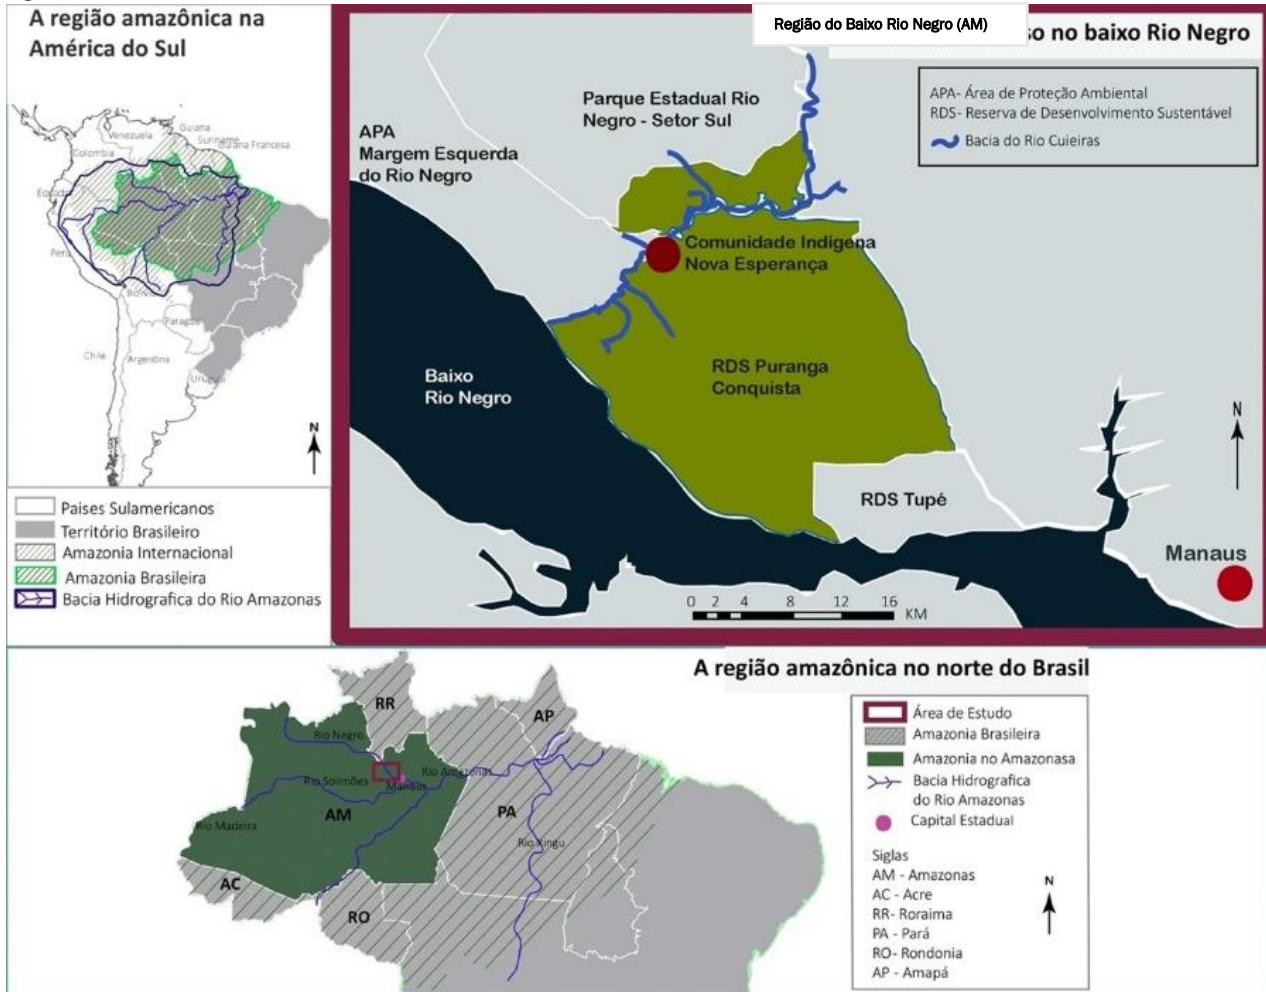 A região amazônica na
América do Sul
Venezuela
Guiana
Suriname
Guiana Francesa
Colombia
Equado
Peru
Bolivia
Paraguai
Chile
Argentina
Uruguai
N
Paises Sulamericanos
Território Brasileiro
Amazonia Internacional
Amazonia Brasileira
Bacia Hidrografica do Rio Amazonas
Região do Baixo Rio Negro (AM)
so no baixo Rio Negro
APA- Área de Proteção Ambiental
RDS- Reserva de Desenvolvimento Sustentável
Bacia do Rio Cuieiras
Parque Estadual Rio
Negro - Setor Sul
APA
Margem Esquerda
do Rio Negro
Comunidade Indígena
Nova Esperança
RDS Puranga
Conquista
Baixo
Rio Negro
RDS Tupé
N
Manaus
0 2 4 8 12 16
KM
A região amazônica no norte do Brasil
RR
AP
Rio Negro
Rio Solimões
Rio Amazonas
Manaus
AM
PA
Rio Madeira
Rio Xingu
AC
RO
Área de Estudo
Amazonia Brasileira
Amazonia no Amazonasa
Bacia Hidrografica
do Rio Amazonas
Capital Estadual
Siglas
AM - Amazonas
AC - Acre
RR- Roraima
PA - Pará
RO- Rondonia
AP - Amapá
N